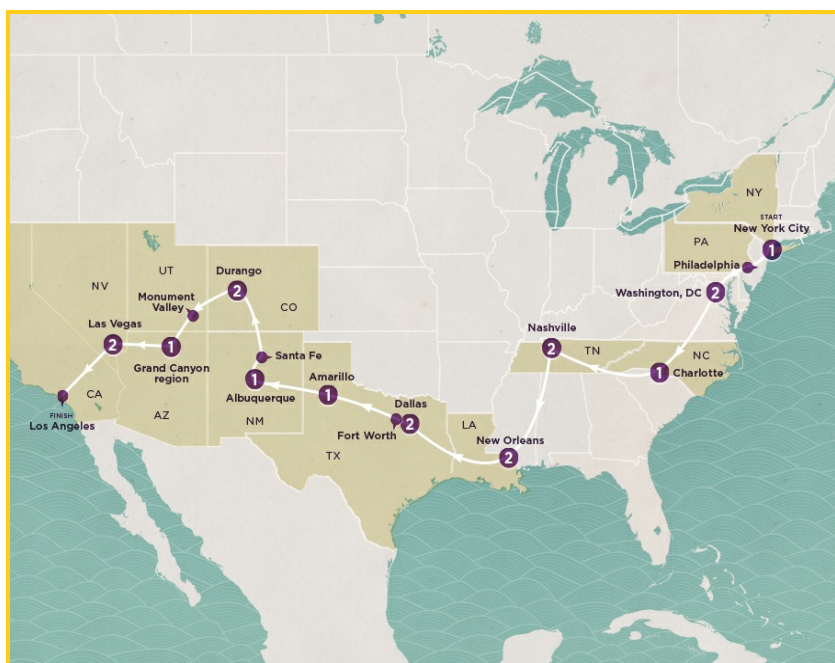 NY
START
New York City
1
PA
Philadelphia
Washington, DC
2
NV
UT
Durango
2
CO
Monument
Valley
Las Vegas
2
1
Grand Canyon
region
Santa Fe
Nashville
2
TN
NC
1
Charlotte
CA
FINISH
Los Angeles
AZ
1
Albuquerque
NM
Amarillo
1
Dallas
2
Fort Worth
TX
LA
New Orleans
2